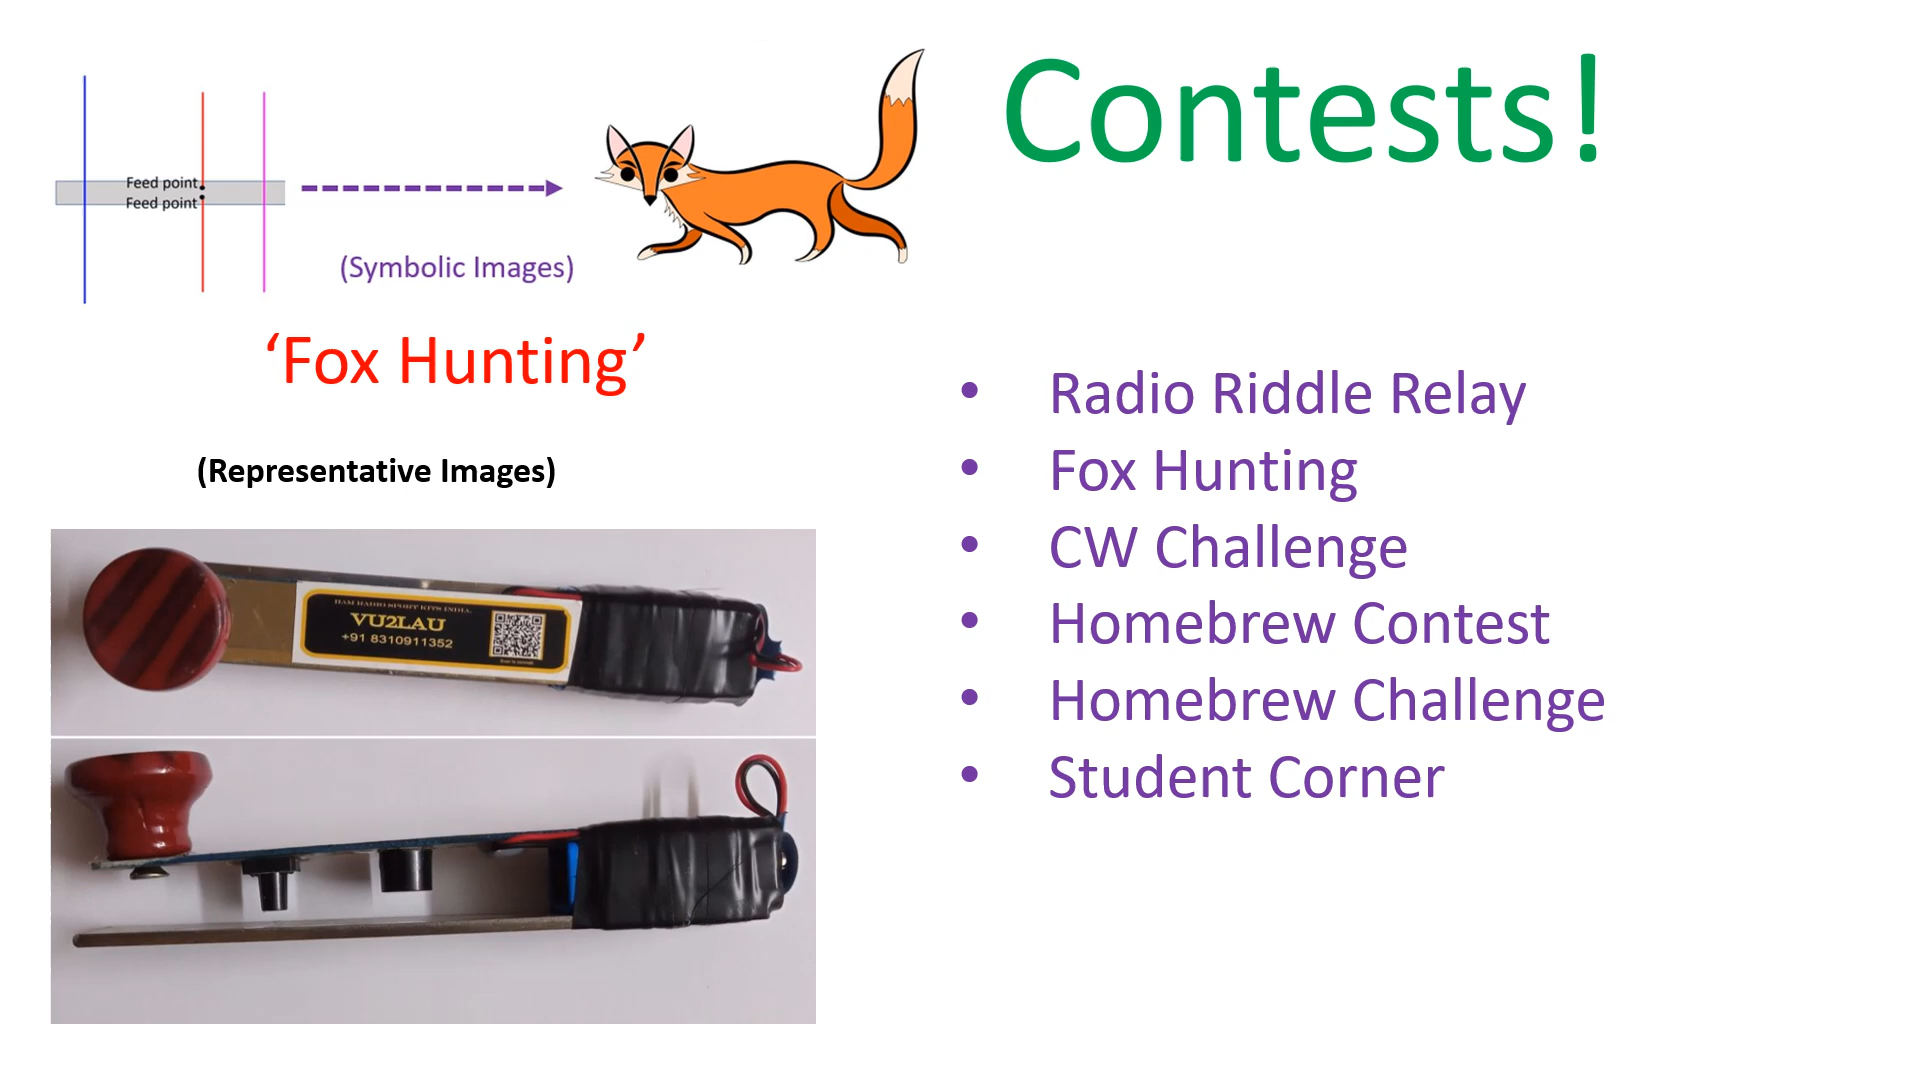 Contests!
Feed point
Feed point
(Symbolic Images)
‘Fox Hunting’
(Representative Images)
HAM RADIO SPORT KITS INDIA.
VU2LAU
+91 8310911352
• Radio Riddle Relay
• Fox Hunting
• CW Challenge
• Homebrew Contest
• Homebrew Challenge
• Student Corner